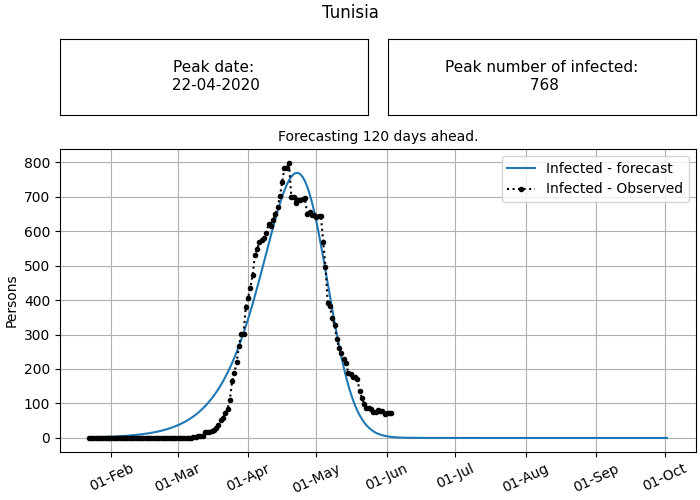 Tunisia
Peak date:
22-04-2020
Peak number of infected:
768
Forecasting 120 days ahead.
Infected - forecast
Infected - Observed
Persons
800
700
600
500
400
300
200
100
0
01-Feb
01-Mar
01-Apr
01-May
01-Jun
01-Jul
01-Aug
01-Sep
01-Oct